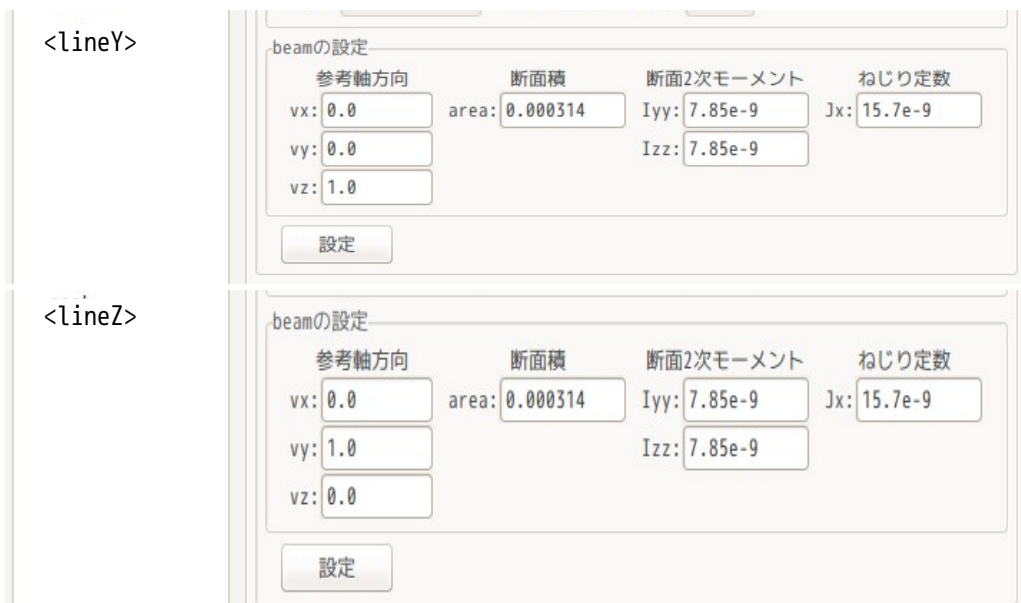 <lineY>
beamの設定
参考軸方向 断面積 断面2次モーメント ねじり定数
vx: 0.0 area: 0.000314 Iyy: 7.85e-9 Jx: 15.7e-9
vy: 0.0 Izz: 7.85e-9
vz: 1.0
設定
<lineZ>
beamの設定
参考軸方向 断面積 断面2次モーメント ねじり定数
vx: 0.0 area: 0.000314 Iyy: 7.85e-9 Jx: 15.7e-9
vy: 1.0 Izz: 7.85e-9
vz: 0.0
設定